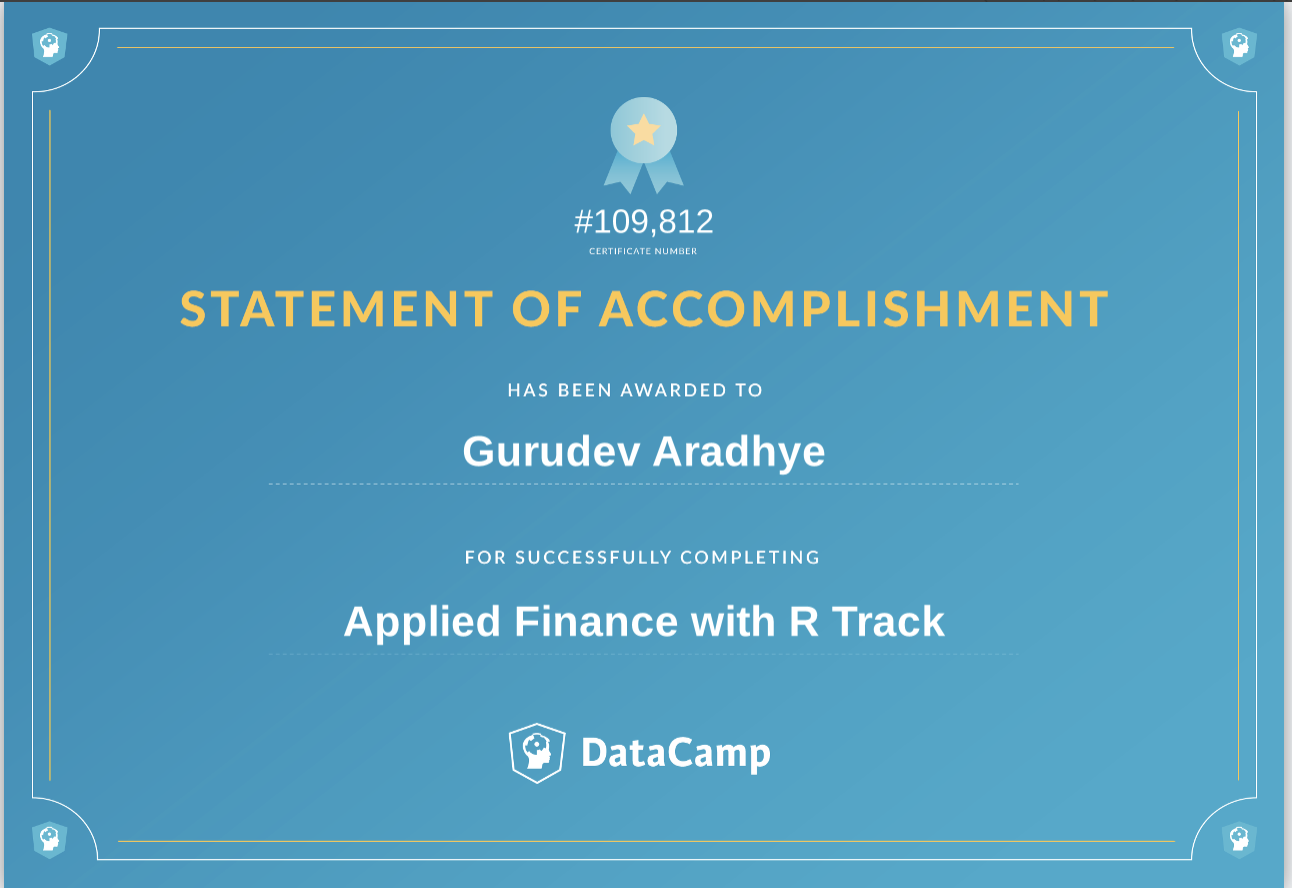 #109,812
CERTIFICATE NUMBER
STATEMENT OF ACCOMPLISHMENT
HAS BEEN AWARDED TO
Gurudev Aradhye
FOR SUCCESSFULLY COMPLETING
Applied Finance with R Track
DataCamp